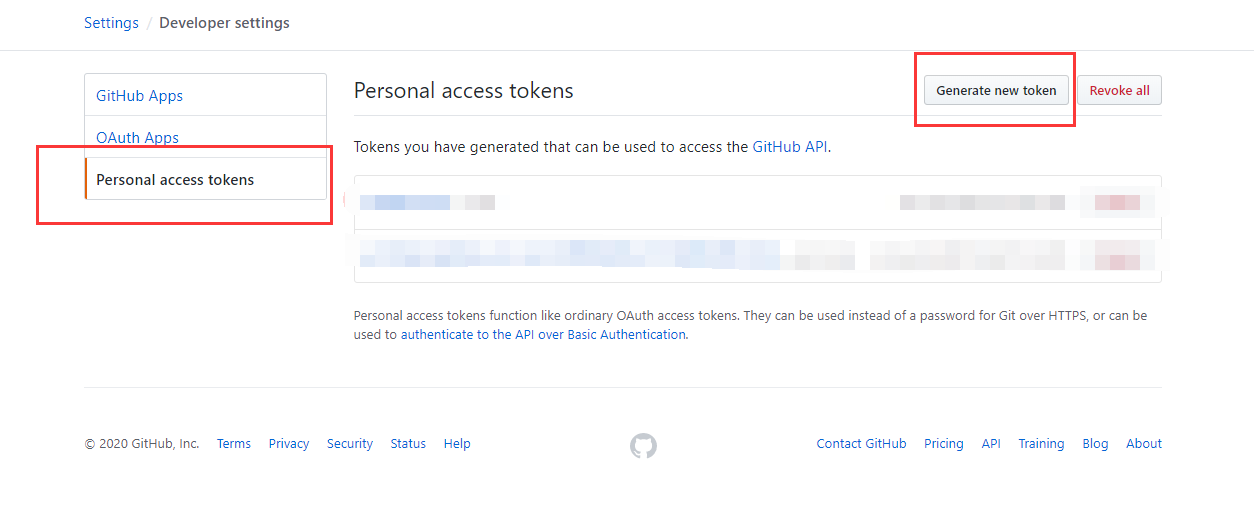 Settings / Developer settings
GitHub Apps
OAuth Apps
Personal access tokens
Personal access tokens
Generate new token
Revoke all
Tokens you have generated that can be used to access the GitHub API.
Personal access tokens function like ordinary OAuth access tokens. They can be used instead of a password for Git over HTTPS, or can be
used to authenticate to the API over Basic Authentication.
© 2020 GitHub, Inc. Terms Privacy Security Status Help Contact GitHub Pricing API Training Blog About